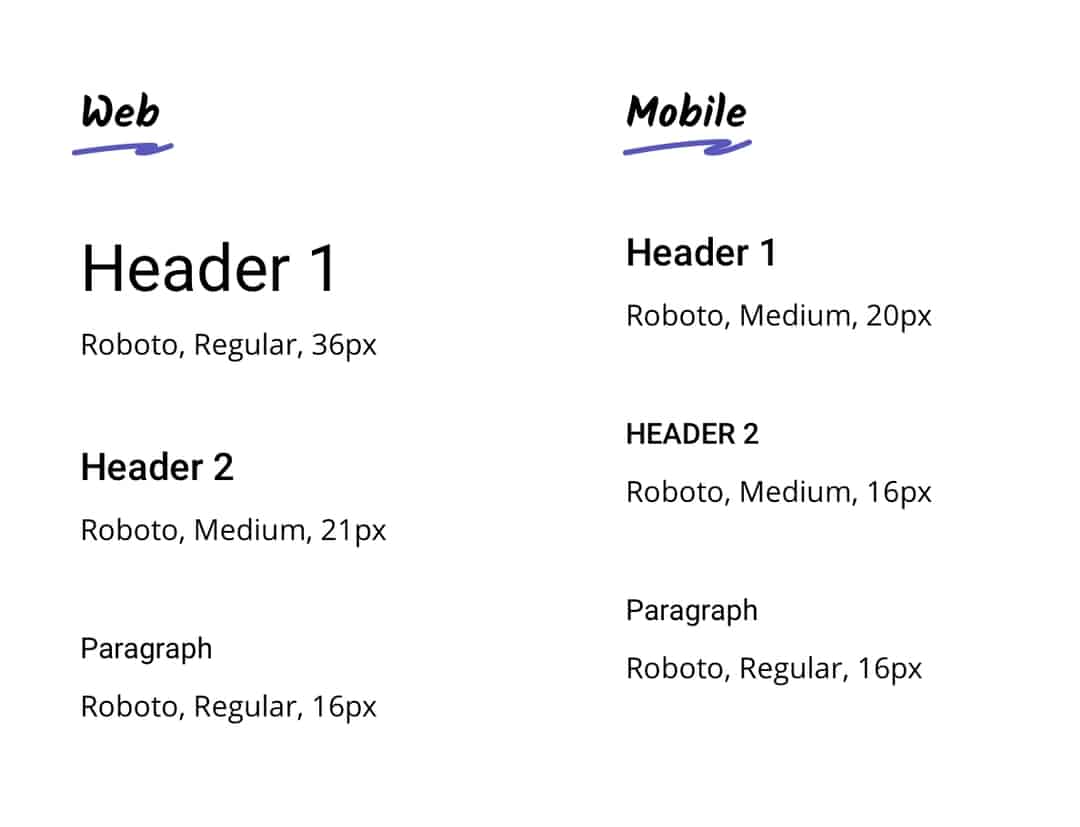 Web
Header 1
Roboto, Regular, 36px
Header 2
Roboto, Medium, 21px
Paragraph
Roboto, Regular, 16px
Mobile
Header 1
Roboto, Medium, 20px
HEADER 2
Roboto, Medium, 16px
Paragraph
Roboto, Regular, 16px